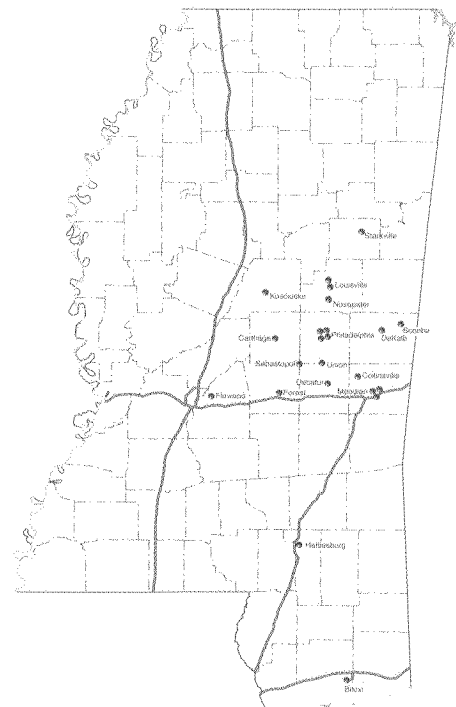 Starkville
Kosciusko
Louisville
Noxapater
Philadelphia
Scooba
DeKalb
Carthage
Sebastopol
Union
Collinsville
Decatur
Meridian
Forest
Flowood
Hattiesburg
Biloxi